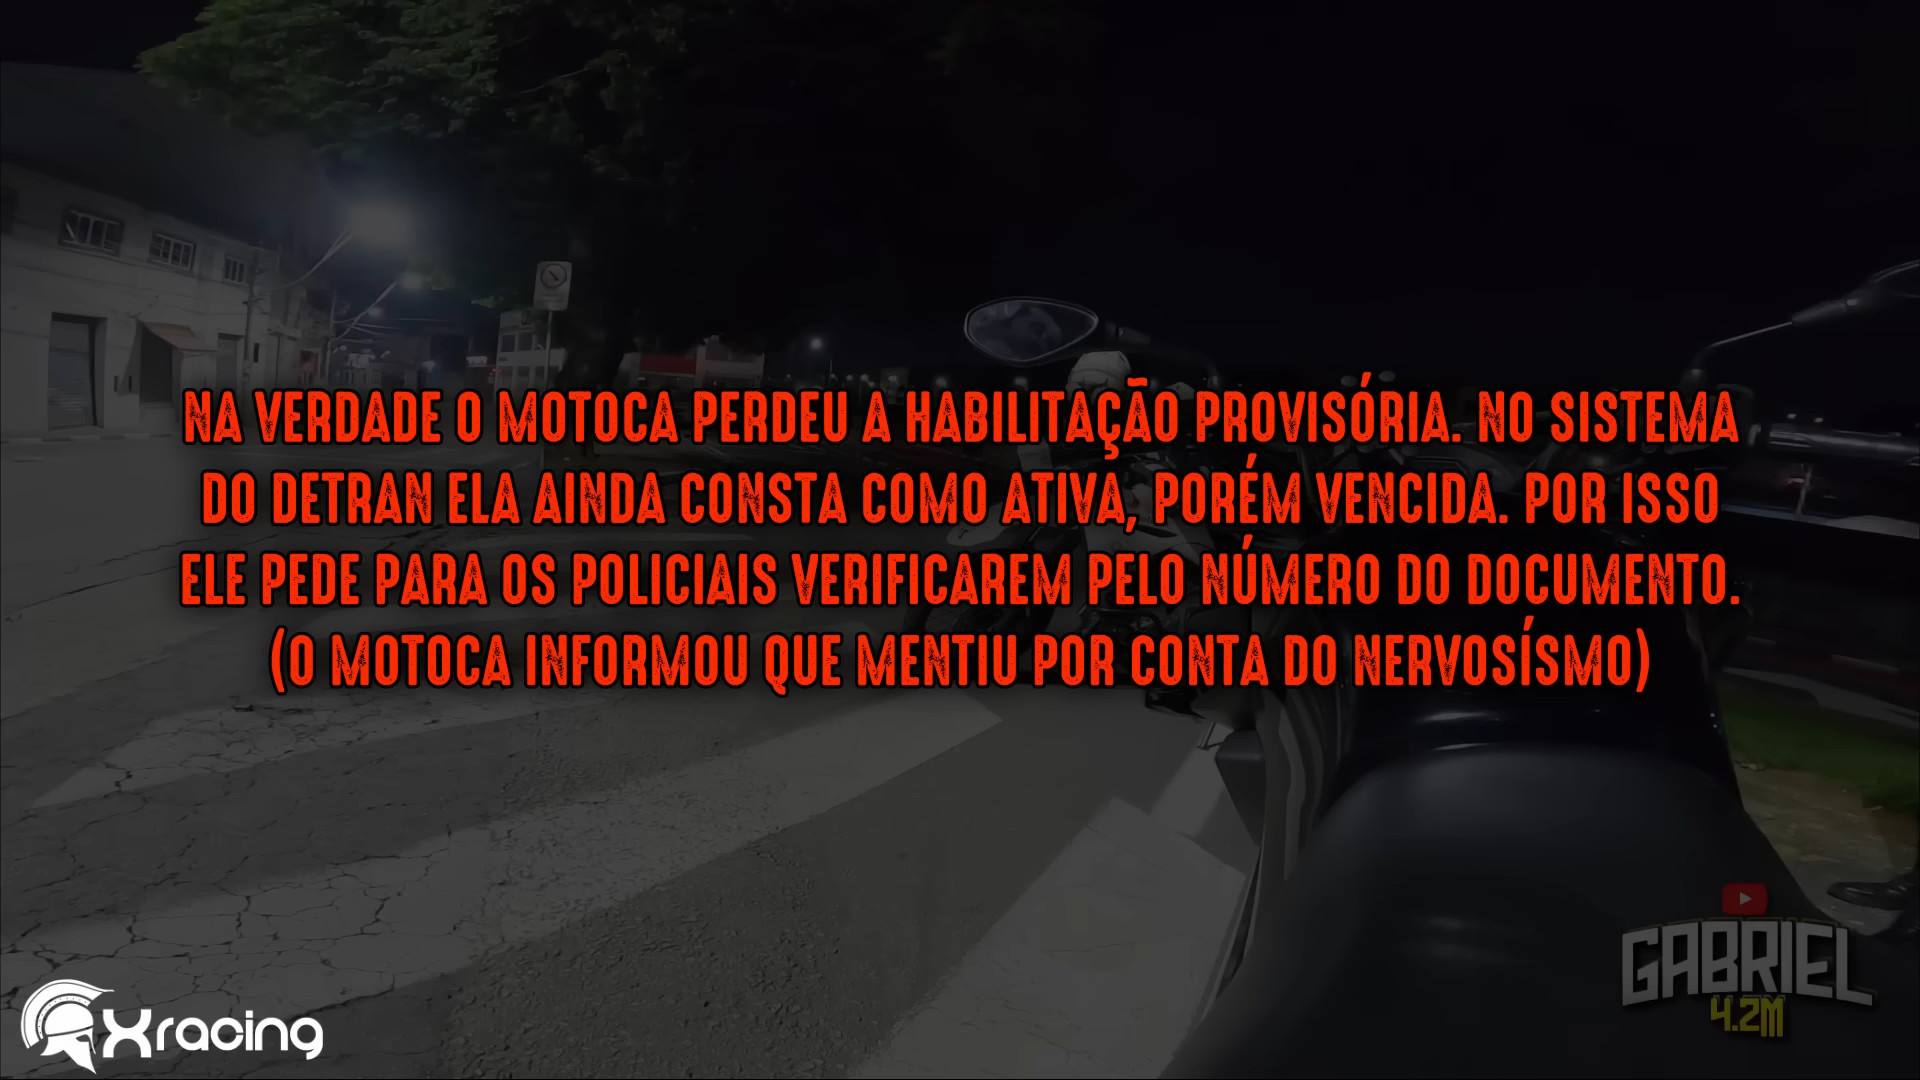 NA VERDADE O MOTOCA PERDEU A HABILITAÇÃO PROVISÓRIA. NO SISTEMA
DO DETRAN ELA AINDA CONSTA COMO ATIVA, PORÉM VENCIDA. POR ISSO
ELE PEDE PARA OS POLICIAIS VERIFICAREM PELO NÚMERO DO DOCUMENTO.
(O MOTOCA INFORMOU QUE MENTIU POR CONTA DO NERVOSÍSMO)
GABRIEL
4.2M
Xracing